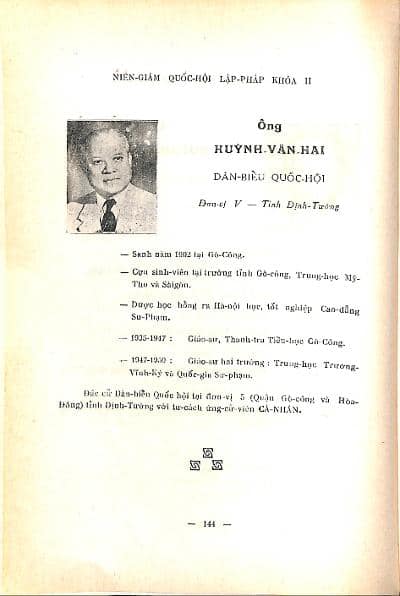 NIÊN-GIÁM QUỐC-HỘI LẬP-PHÁP KHÓA II
Ông
HUỲNH-VĂN-HAI
DÂN-BIỂU QUỐC-HỘI
Đơn-vị V — Tỉnh Định-Tường
— Sanh năm 1902 tại Gò-Công.
— Cựu sinh-viên tại trường tỉnh Gò-công, Trung-học Mỹ-
Tho và Sàigòn.
— Được học bổng ra Hà-nội học, tốt nghiệp Cao-đẳng
Sư-Phạm.
— 1935-1947 : Giáo-sư, Thanh-tra Tiểu-học Gò-Công.
— 1947-1950 : Giáo-sư hai trường : Trung-học Trương-
Vĩnh-Ký và Quốc-gia Sư-phạm.
Đắc cử Dân-biểu Quốc hội tại đơn-vị 5 (Quận Gò-công và Hòa-
Đồng) tỉnh Định-Tường với tư-cách ứng-cử-viên CÁ-NHÂN.
— 144 —